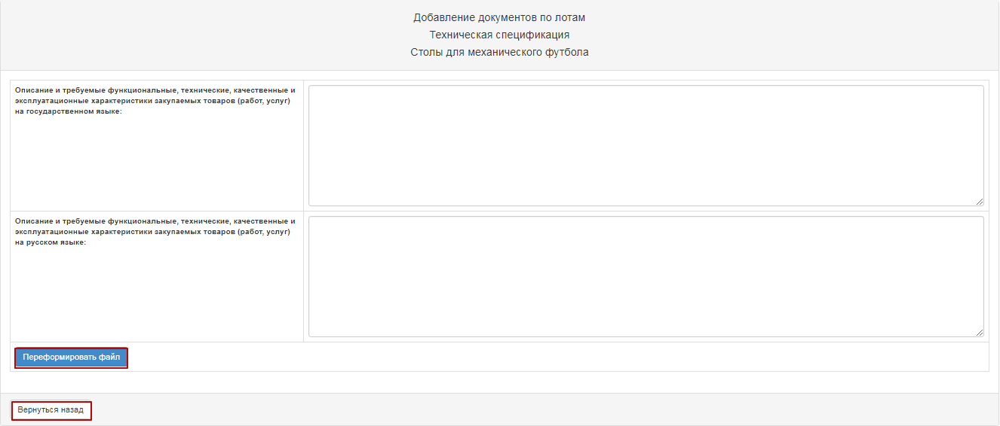 Добавление документов по лотам
Техническая спецификация
Столы для механического футбола
Описание и требуемые функциональные, технические, качественные и
эксплуатационные характеристики закупаемых товаров (работ, услуг)
на государственном языке:
Описание и требуемые функциональные, технические, качественные и
эксплуатационные характеристики закупаемых товаров (работ, услуг)
на русском языке:
Переформировать файл
Вернуться назад